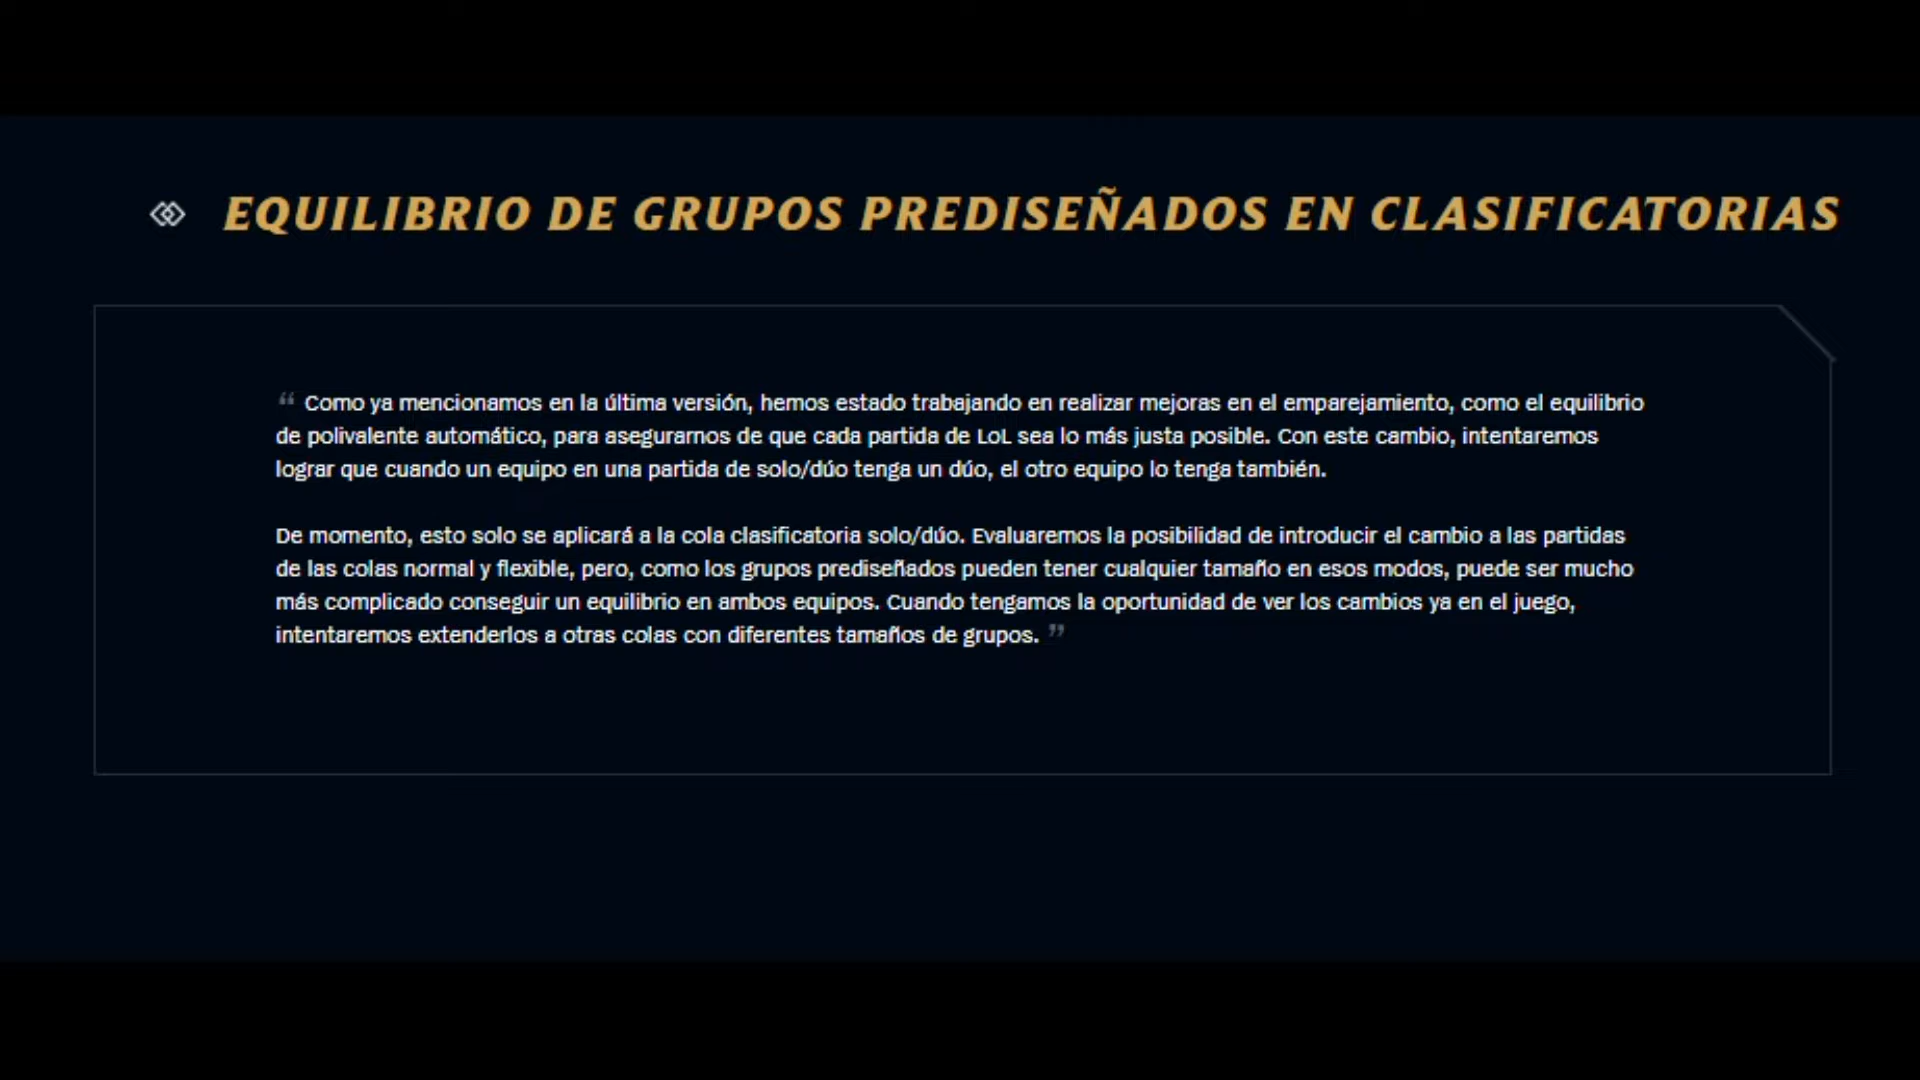 EQUILIBRIO DE GRUPOS PREDISEÑADOS EN CLASIFICATORIAS
“ Como ya mencionamos en la última versión, hemos estado trabajando en realizar mejoras en el emparejamiento, como el equilibrio
de polivalente automático, para asegurarnos de que cada partida de LoL sea lo más justa posible. Con este cambio, intentaremos
lograr que cuando un equipo en una partida de solo/dúo tenga un dúo, el otro equipo lo tenga también.
De momento, esto solo se aplicará a la cola clasificatoria solo/dúo. Evaluaremos la posibilidad de introducir el cambio a las partidas
de las colas normal y flexible, pero, como los grupos prediseñados pueden tener cualquier tamaño en esos modos, puede ser mucho
más complicado conseguir un equilibrio en ambos equipos. Cuando tengamos la oportunidad de ver los cambios ya en el juego,
intentaremos extenderlos a otras colas con diferentes tamaños de grupos. ”